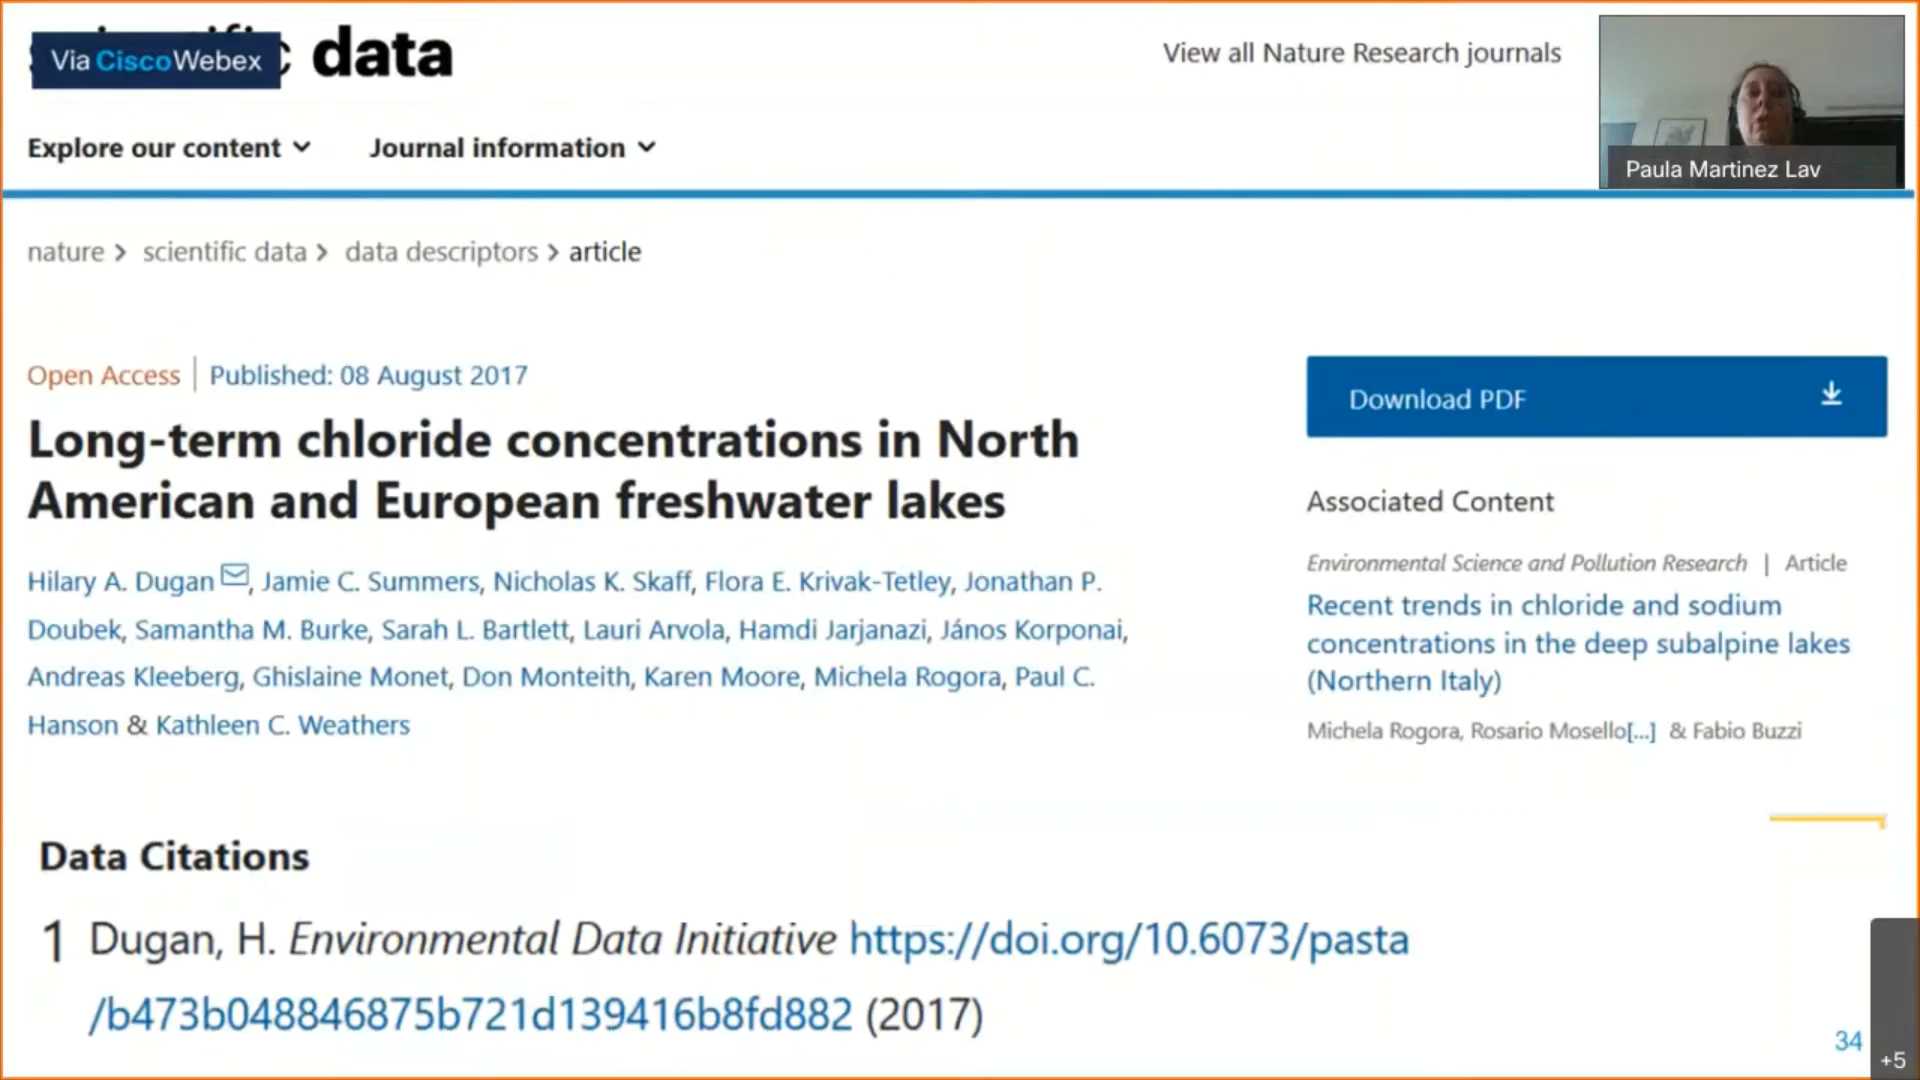 Via CiscoWebex
data
View all Nature Research journals
Explore our content
Journal information
Paula Martinez Lav
nature > scientific data > data descriptors > article
Open Access | Published: 08 August 2017
Long-term chloride concentrations in North
American and European freshwater lakes
Hilary A. Dugan, Jamie C. Summers, Nicholas K. Skaff, Flora E. Krivak-Tetley, Jonathan P.
Doubek, Samantha M. Burke, Sarah L. Bartlett, Lauri Arvola, Hamdi Jarjanazi, János Korponai,
Andreas Kleeberg, Ghislaine Monet, Don Monteith, Karen Moore, Michela Rogora, Paul C.
Hanson & Kathleen C. Weathers
Download PDF
Associated Content
Environmental Science and Pollution Research | Article
Recent trends in chloride and sodium
concentrations in the deep subalpine lakes
(Northern Italy)
Michela Rogora, Rosario Mosello[...] & Fabio Buzzi
Data Citations
1 Dugan, H. Environmental Data Initiative https://doi.org/10.6073/pasta
/b473b048846875b721d139416b8fd882 (2017)
34
+5